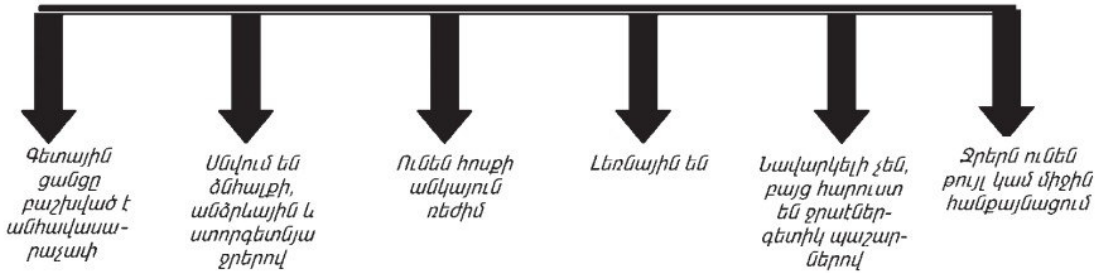 Գետային
ցանցը
բաշխված է
անհավասա-
րաչափ
Սնվում են
ձնհալքի,
անձրևային և
ստորգետնյա
ջրերով
Ունեն հոսքի
անկայուն
ռեժիմ
Լեռնային են
Նավարկելի չեն,
բայց հարուստ
են ջրաէներ-
գետիկ պաշար-
ներով
Ջրերն ունեն
թույլ կամ միջին
հանքայնացում